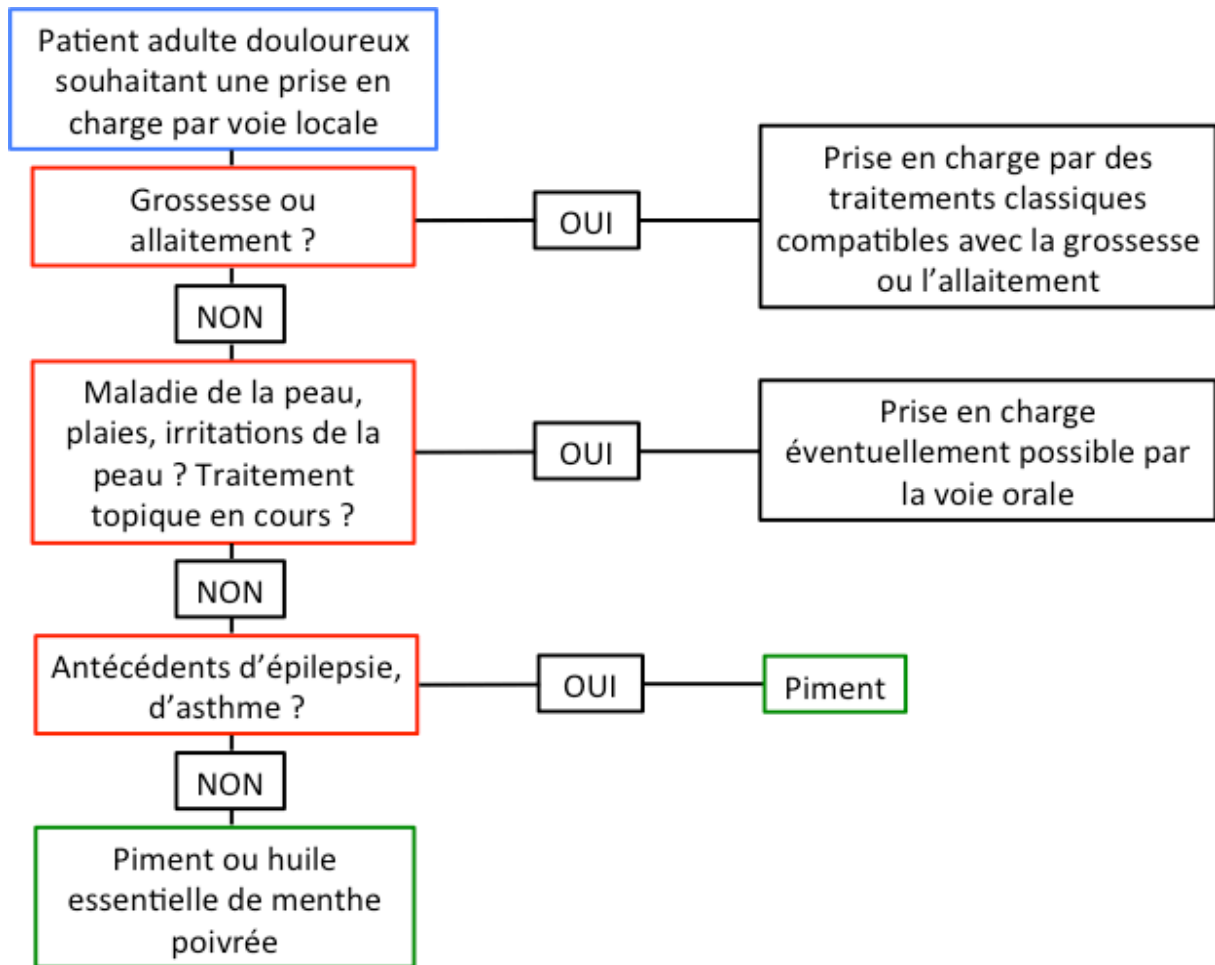 Patient adulte douloureux
souhaitant une prise en
charge par voie locale
Grossesse ou
allaitement ?
OUI
Prise en charge par des
traitements classiques
compatibles avec la grossesse
ou l’allaitement
NON
Maladie de la peau,
plaies, irritations de la
peau ? Traitement
topique en cours ?
OUI
Prise en charge
éventuellement possible par
la voie orale
NON
Antécédents d’épilepsie,
d’asthme ?
OUI
Piment
NON
Piment ou huile
essentielle de menthe
poivrée